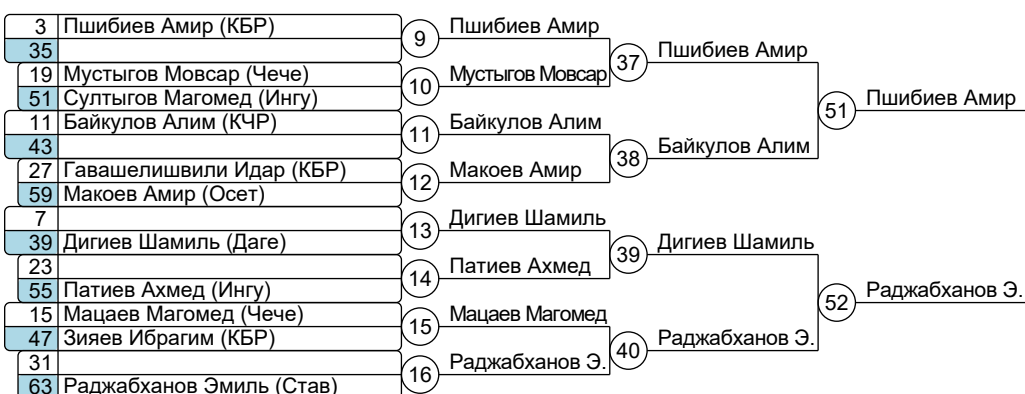 3 Пшибиев Амир (КБР)
35
19 Мустыгов Мовсар (Чече)
51 Султыгов Магомед (Ингу)
11 Байкулов Алим (КЧР)
43
27 Гавашелишвили Идар (КБР)
59 Макоев Амир (Осет)
7
39 Дигиев Шамиль (Даге)
23
55 Патиев Ахмед (Ингу)
15 Мацаев Магомед (Чече)
47 Зияев Ибрагим (КБР)
31
63 Раджабханов Эмиль (Став)
9 Пшибиев Амир
10 Мустыгов Мовсар
11 Байкулов Алим
12 Макоев Амир
13 Дигиев Шамиль
14 Патиев Ахмед
15 Мацаев Магомед
16 Раджабханов Э.
37 Пшибиев Амир
38 Байкулов Алим
39 Дигиев Шамиль
40 Раджабханов Э.
51 Пшибиев Амир
52 Раджабханов Э.